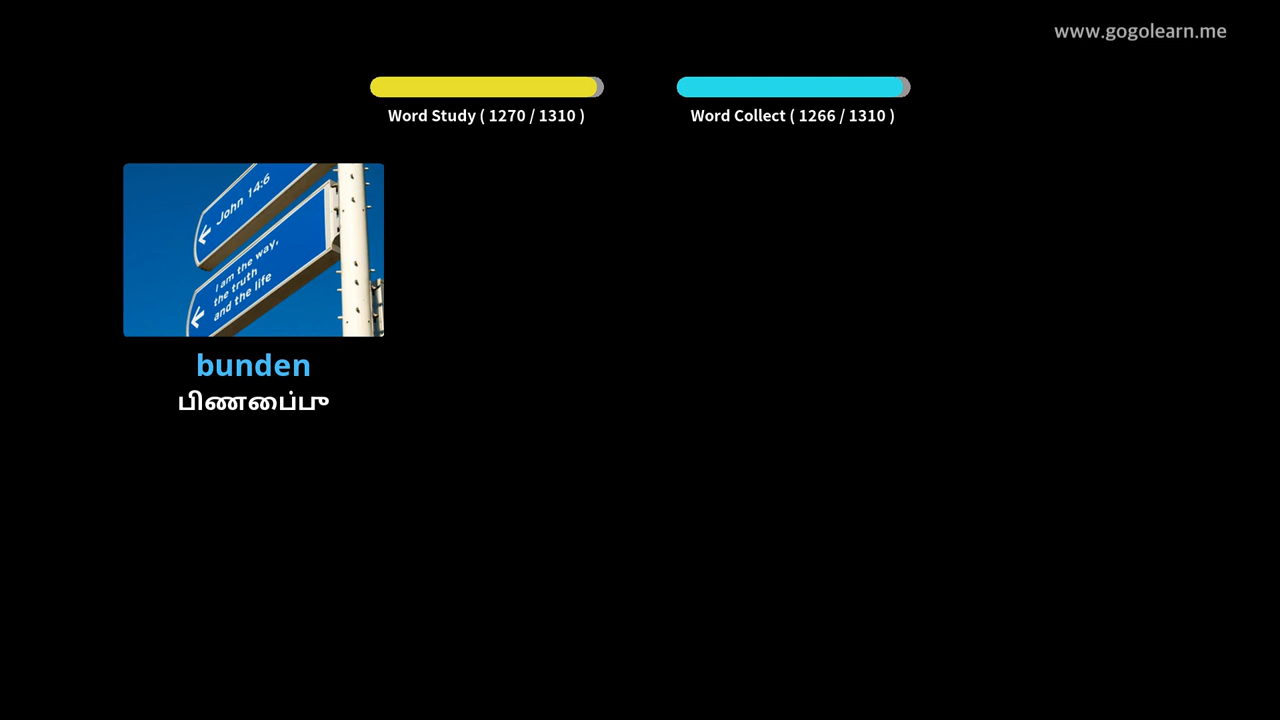 www.gogolearn.me
Word Study ( 1270 / 1310 )
Word Collect ( 1266 / 1310 )
John 14:6
I am the way,
the truth
and the life
bunden
பிணைப்பு